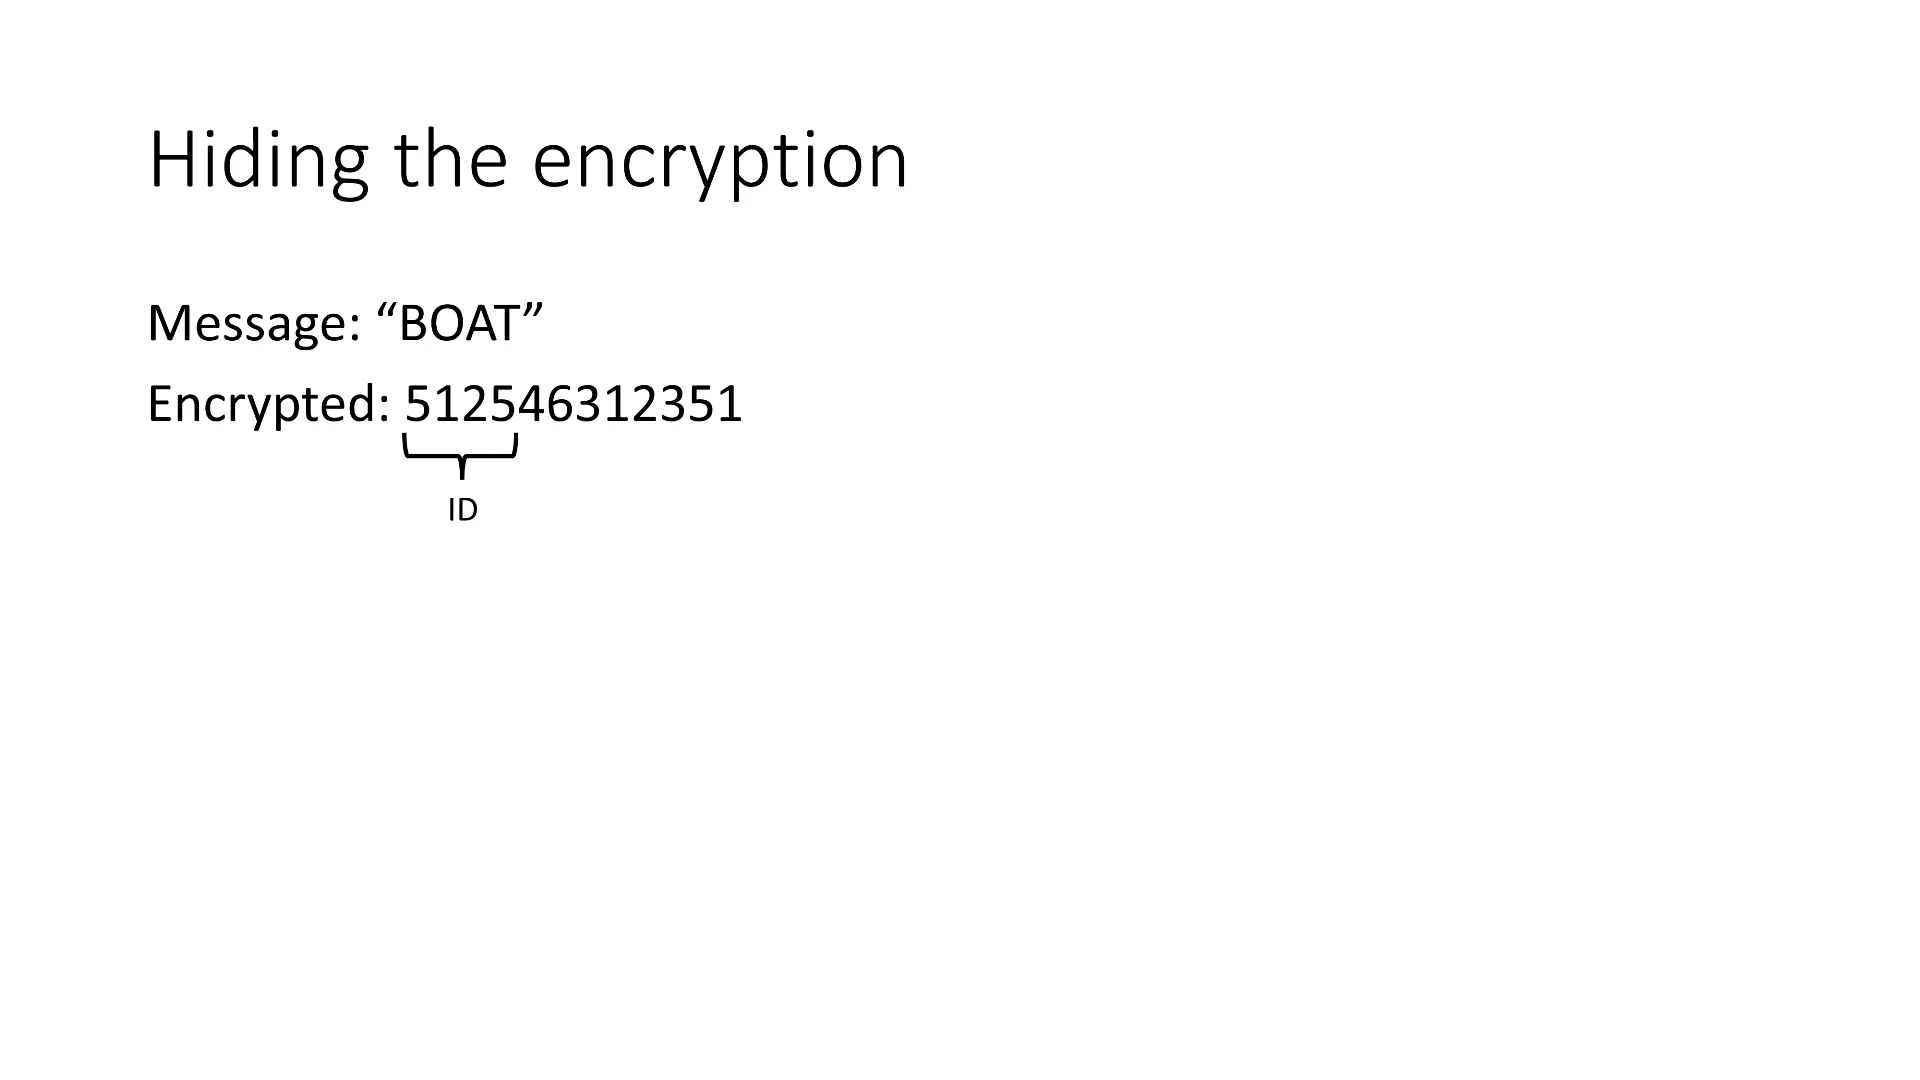 Hiding the encryption
Message: “BOAT”
Encrypted: 512546312351
ID